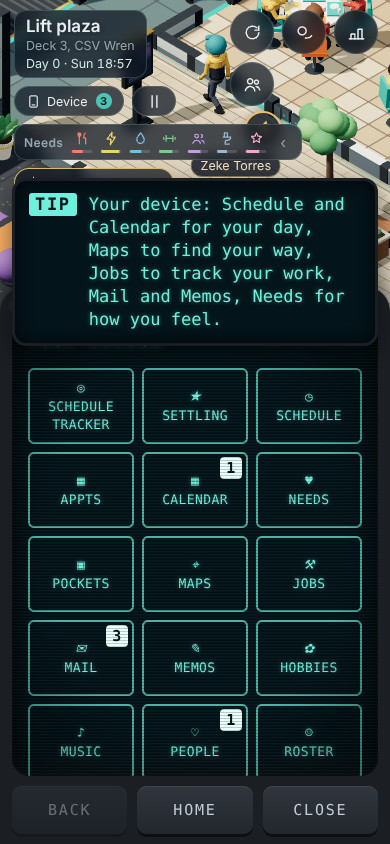 Lift plaza
Deck 3, CSV Wren
Day 0 · Sun 18:57
Device 3
Needs
Zeke Torres
TIP Your device: Schedule and
Calendar for your day,
Maps to find your way,
Jobs to track your work,
Mail and Memos, Needs for
how you feel.
SCHEDULE
TRACKER
SETTLING
SCHEDULE
APPTS
1
CALENDAR
NEEDS
POCKETS
MAPS
JOBS
3
MAIL
MEMOS
HOBBIES
MUSIC
1
PEOPLE
ROSTER
BACK
HOME
CLOSE